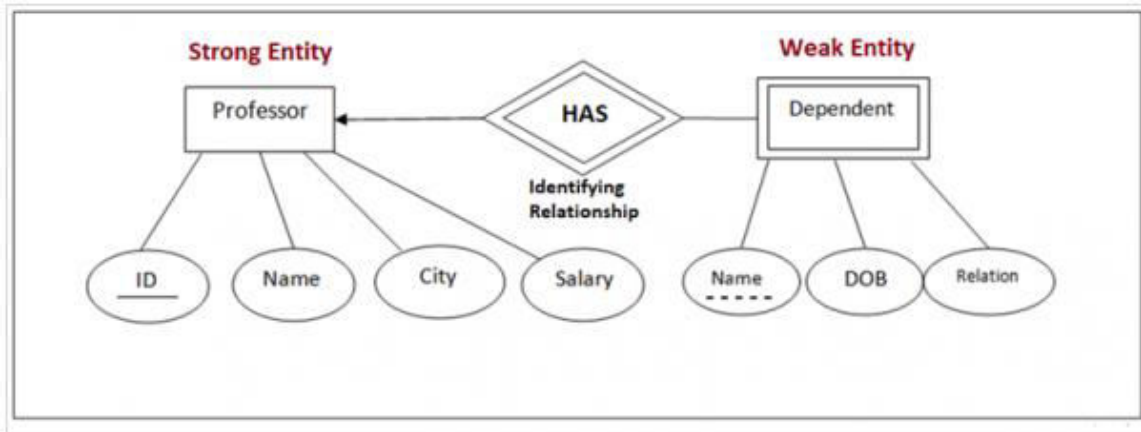 Strong Entity
Weak Entity
Professor
HAS
Dependent
Identifying
Relationship
ID
Name
City
Salary
Name
DOB
Relation